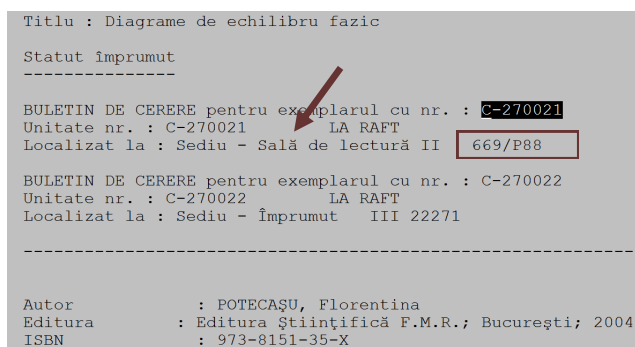 Titlu : Diagrame de echilibru fazic
Statut împrumut
---------------
BULETIN DE CERERE pentru exemplarul cu nr. : C-270021
Unitate nr. : C-270021 LA RAFT
Localizat la : Sediu - Sală de lectură II 669/P88
BULETIN DE CERERE pentru exemplarul cu nr. : C-270022
Unitate nr. : C-270022 LA RAFT
Localizat la : Sediu - Împrumut III 22271
--------------------------------------------------------------
Autor : POTECAŞU, Florentina
Editura : Editura Ştiinţifică F.M.R.; Bucureşti; 2004
ISBN : 973-8151-35-X